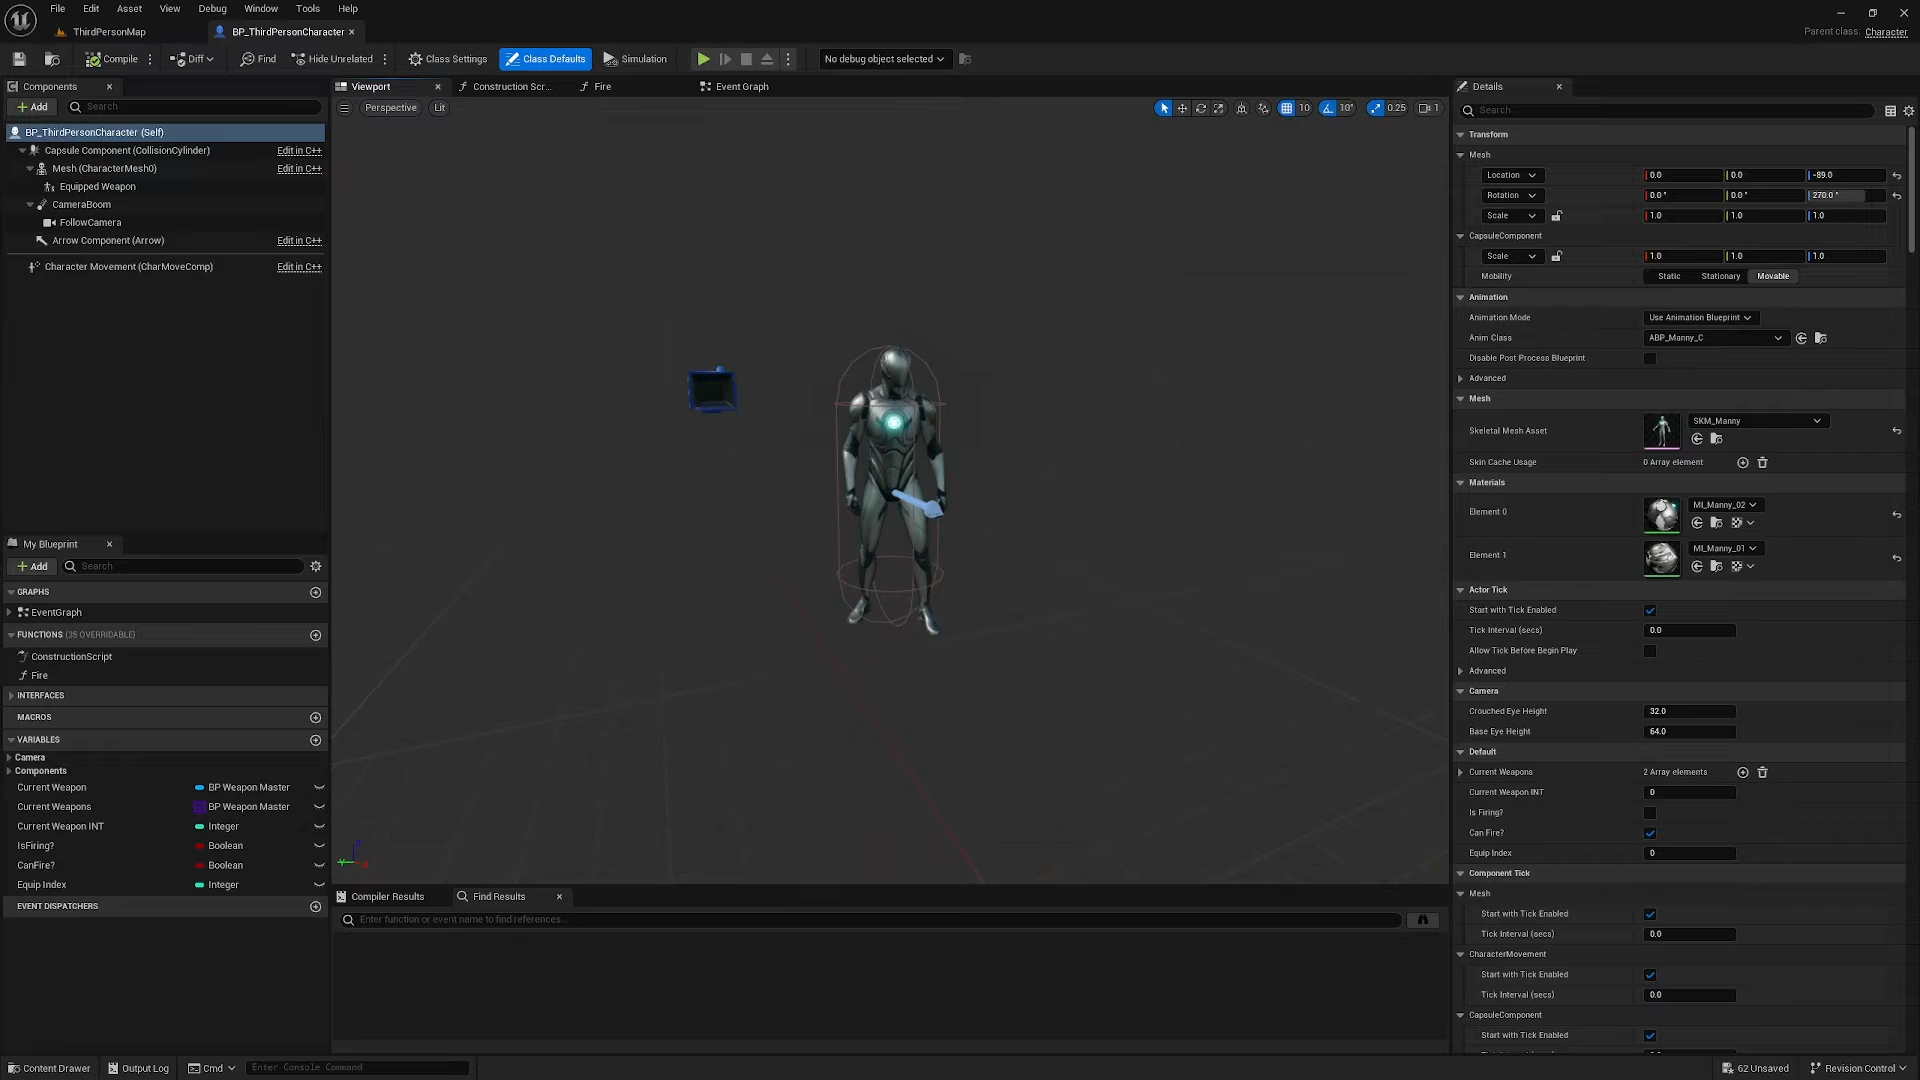 File Edit Asset View Debug Window Tools Help
ThirdPersonMap
BP_ThirdPersonCharacter
Parent class: Character
Compile
Diff
Find
Hide Unrelated
Class Settings
Class Defaults
Simulation
No debug object selected
Components
Add
Search
BP_ThirdPersonCharacter (Self)
Capsule Component (CollisionCylinder) Edit in C++
Mesh (CharacterMesh0) Edit in C++
Equipped Weapon
CameraBoom
FollowCamera
Arrow Component (Arrow) Edit in C++
Character Movement (CharMoveComp) Edit in C++
My Blueprint
Add
Search
GRAPHS
EventGraph
FUNCTIONS (35 OVERRIDABLE)
ConstructionScript
Fire
INTERFACES
MACROS
VARIABLES
Camera
Components
Current Weapon BP Weapon Master
Current Weapons BP Weapon Master
Current Weapon INT Integer
IsFiring? Boolean
CanFire? Boolean
Equip Index Integer
EVENT DISPATCHERS
Viewport
Construction Scr...
Fire
Event Graph
Perspective
Lit
10
10°
0.25
1
Compiler Results
Find Results
Enter function or event name to find references...
Details
Search
Transform
Mesh
Location 0.0 0.0 -89.0
Rotation 0.0 ° 0.0 ° 270.0 °
Scale 1.0 1.0 1.0
CapsuleComponent
Scale 1.0 1.0 1.0
Mobility Static Stationary Movable
Animation
Animation Mode Use Animation Blueprint
Anim Class ABP_Manny_C
Disable Post Process Blueprint
Advanced
Mesh
Skeletal Mesh Asset SKM_Manny
Skin Cache Usage 0 Array element
Materials
Element 0 MI_Manny_02
Element 1 MI_Manny_01
Actor Tick
Start with Tick Enabled
Tick Interval (secs) 0.0
Allow Tick Before Begin Play
Advanced
Camera
Crouched Eye Height 32.0
Base Eye Height 64.0
Default
Current Weapons 2 Array elements
Current Weapon INT 0
Is Firing?
Can Fire?
Equip Index 0
Component Tick
Mesh
Start with Tick Enabled
Tick Interval (secs) 0.0
CharacterMovement
Start with Tick Enabled
Tick Interval (secs) 0.0
CapsuleComponent
Start with Tick Enabled
Content Drawer
Output Log
Cmd
Enter Console Command
62 Unsaved
Revision Control